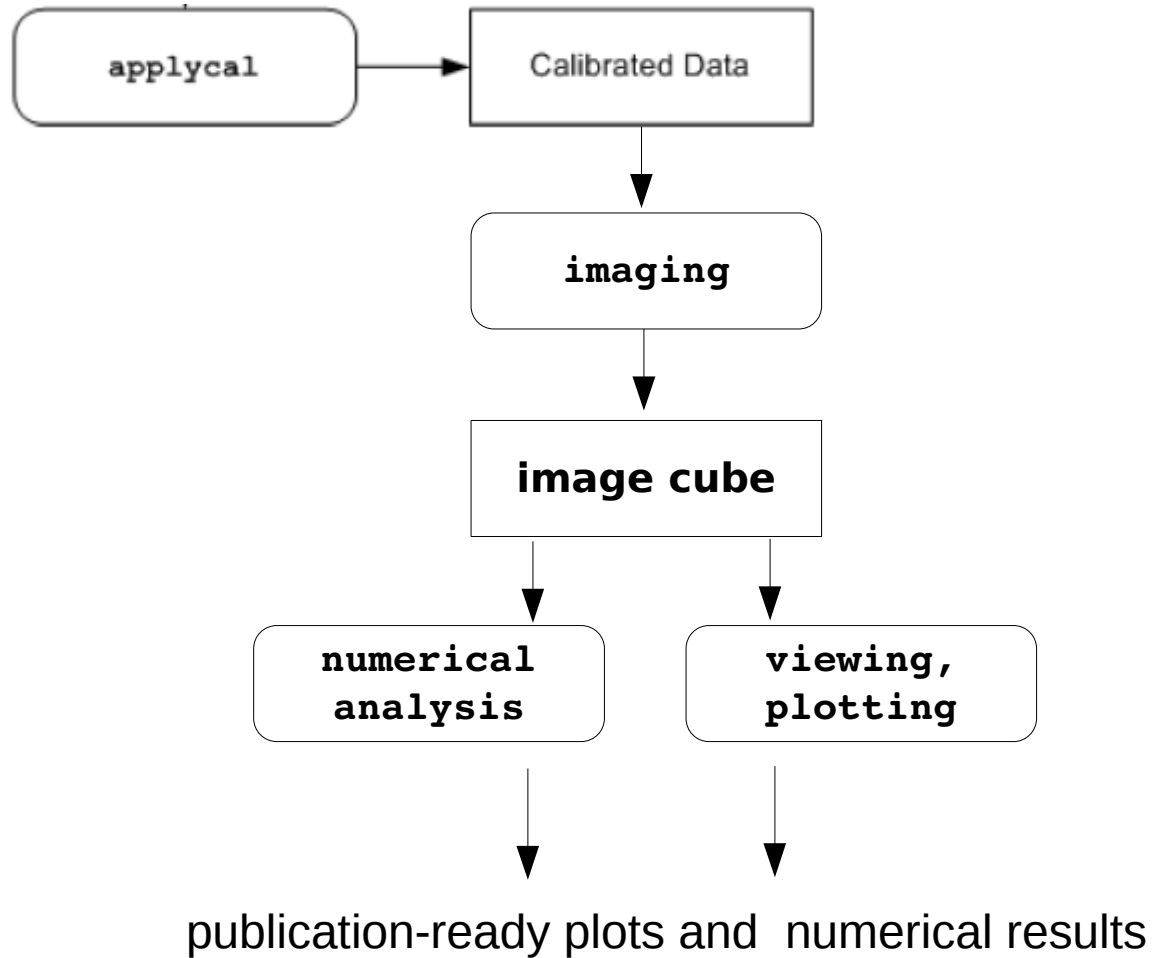 applycal
Calibrated Data
imaging
image cube
numerical
analysis
viewing,
plotting
publication-ready plots and numerical results